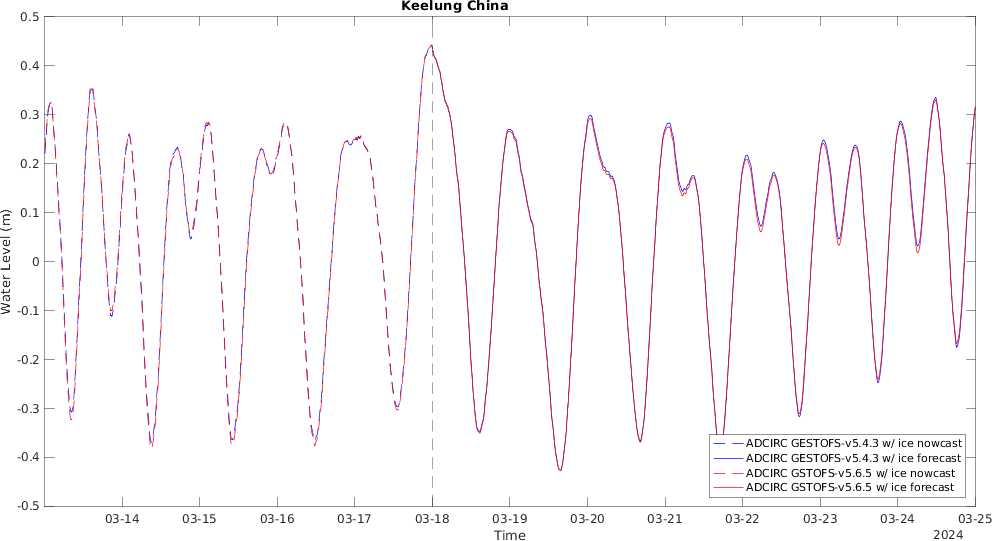 Keelung China
0.5
0.4
0.3
0.2
0.1
0
-0.1
-0.2
-0.3
-0.4
-0.5
Water Level (m)
ADCIRC GESTOFS-v5.4.3 w/ ice nowcast
ADCIRC GESTOFS-v5.4.3 w/ ice forecast
ADCIRC GSTOFS-v5.6.5 w/ ice nowcast
ADCIRC GSTOFS-v5.6.5 w/ ice forecast
03-14 03-15 03-16 03-17 03-18 03-19 03-20 03-21 03-22 03-23 03-24 03-25
Time
2024